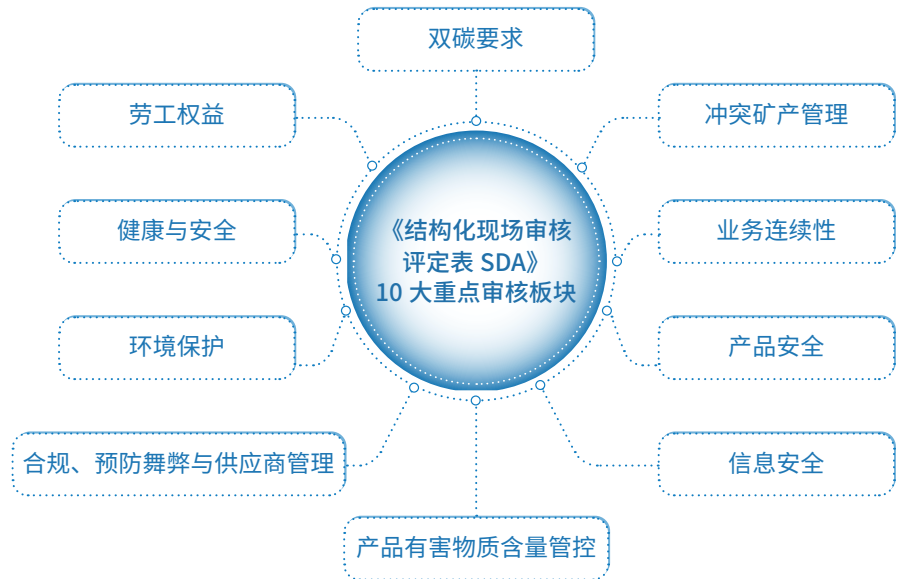 双碳要求
劳工权益
冲突矿产管理
健康与安全
业务连续性
《结构化现场审核
评定表 SDA》
10 大重点审核板块
环境保护
产品安全
合规、预防舞弊与供应商管理
信息安全
产品有害物质含量管控